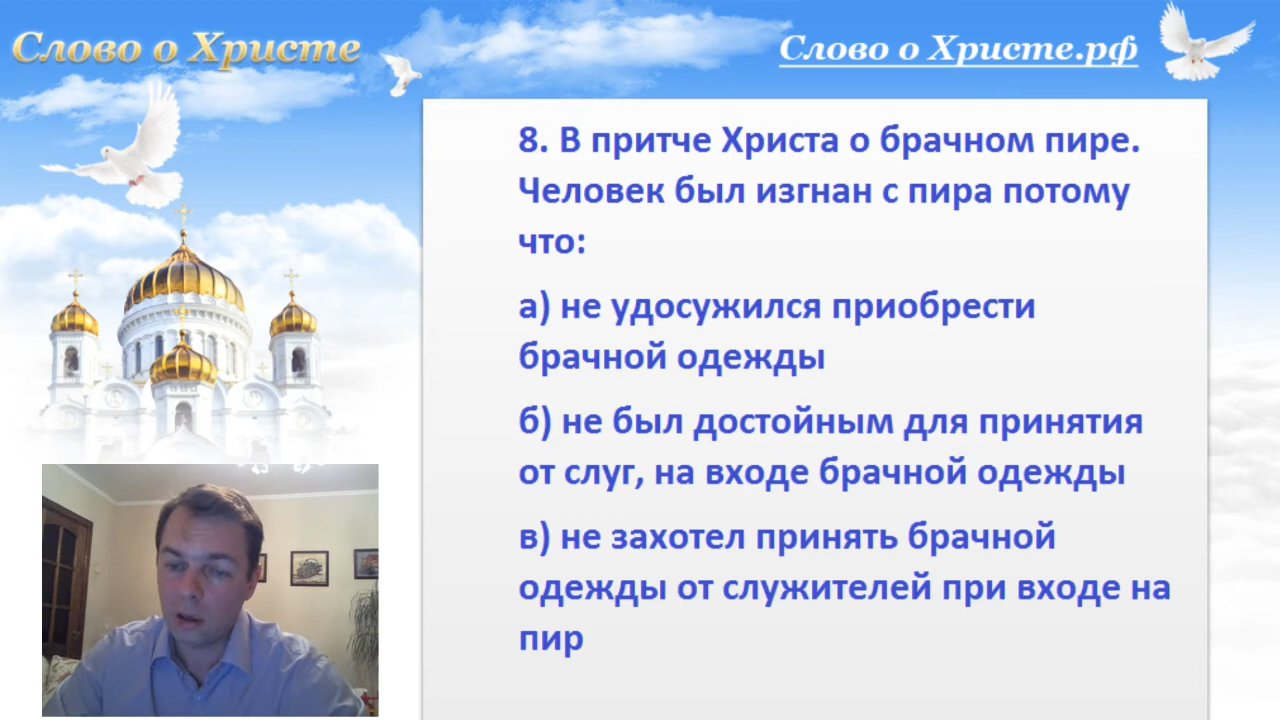 Слово о Христе
Слово о Христе.рф
8. В притче Христа о брачном пире.
Человек был изгнан с пира потому
что:
а) не удосужился приобрести
брачной одежды
б) не был достойным для принятия
от слуг, на входе брачной одежды
в) не захотел принять брачной
одежды от служителей при входе на
пир